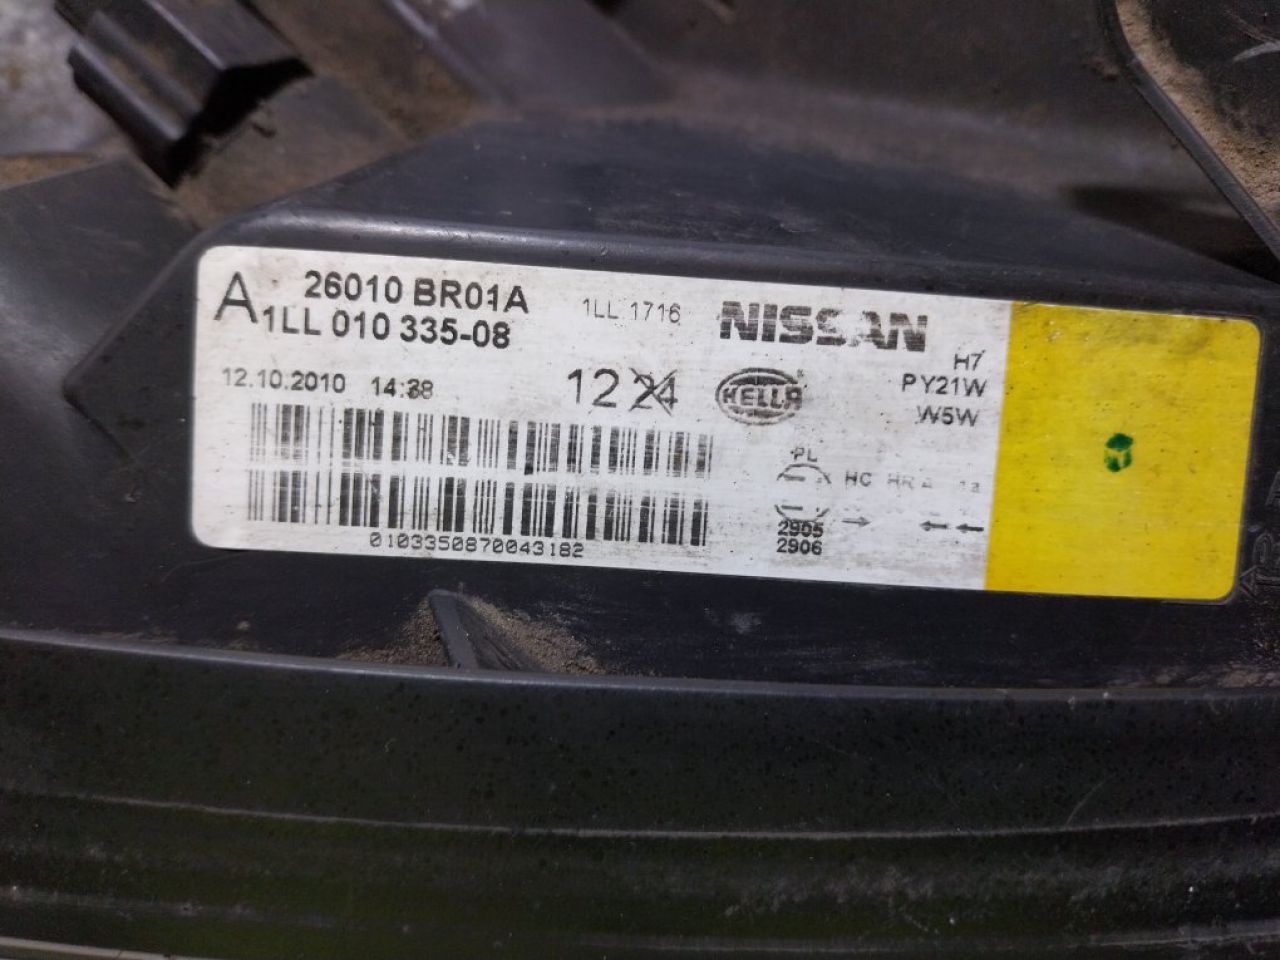 A
26010 BR01A
1LL 010 335-08
1LL 1716
NISSAN
12.10.2010 14:38
12 24
HELLA
®
H7
PY21W
W5W
PL
HC HR
2905
2906
0103350870043182